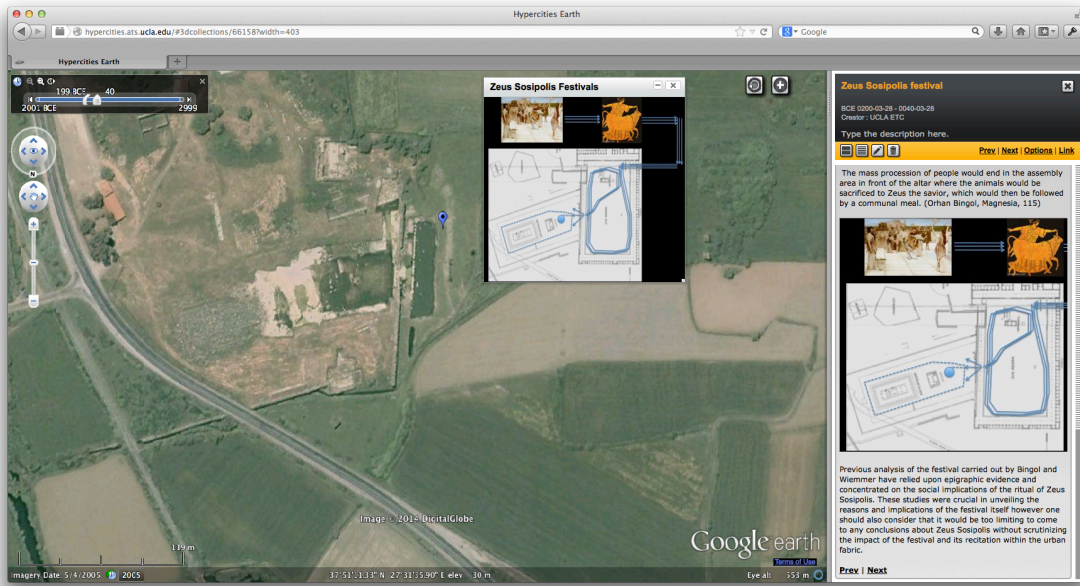 Hypercities Earth
hypercities.ats.ucla.edu/#3dcollections/66158?width=403
Google
Hypercities Earth
199 BCE 40
2001 BCE 2999
N
Zeus Sosipolis Festivals
Zeus Sosipolis festival
BCE 0200-03-28 - 0040-03-28
Creator : UCLA ETC
Type the description here.
Prev | Next | Options | Link
The mass procession of people would end in the assembly
area in front of the altar where the animals would be
sacrificed to Zeus the savior, which would then be followed
by a communal meal. (Orhan Bingol, Magnesia, 115)
Previous analysis of the festival carried out by Bingol and
Wiemmer have relied upon epigraphic evidence and
concentrated on the social implications of the ritual of Zeus
Sosipolis. These studies were crucial in unveiling the
reasons and implications of the festival itself however one
should also consider that it would be too limiting to come
to any conclusions about Zeus Sosipolis without scrutinizing
the impact of the festival and its recitation within the urban
fabric.
Prev | Next
Image © 2014 DigitalGlobe
Google earth
Terms of Use
119 m
Imagery Date: 5/4/2005 2005
37°51'11.33" N 27°31'35.90" E elev 30 m
Eye alt 553 m